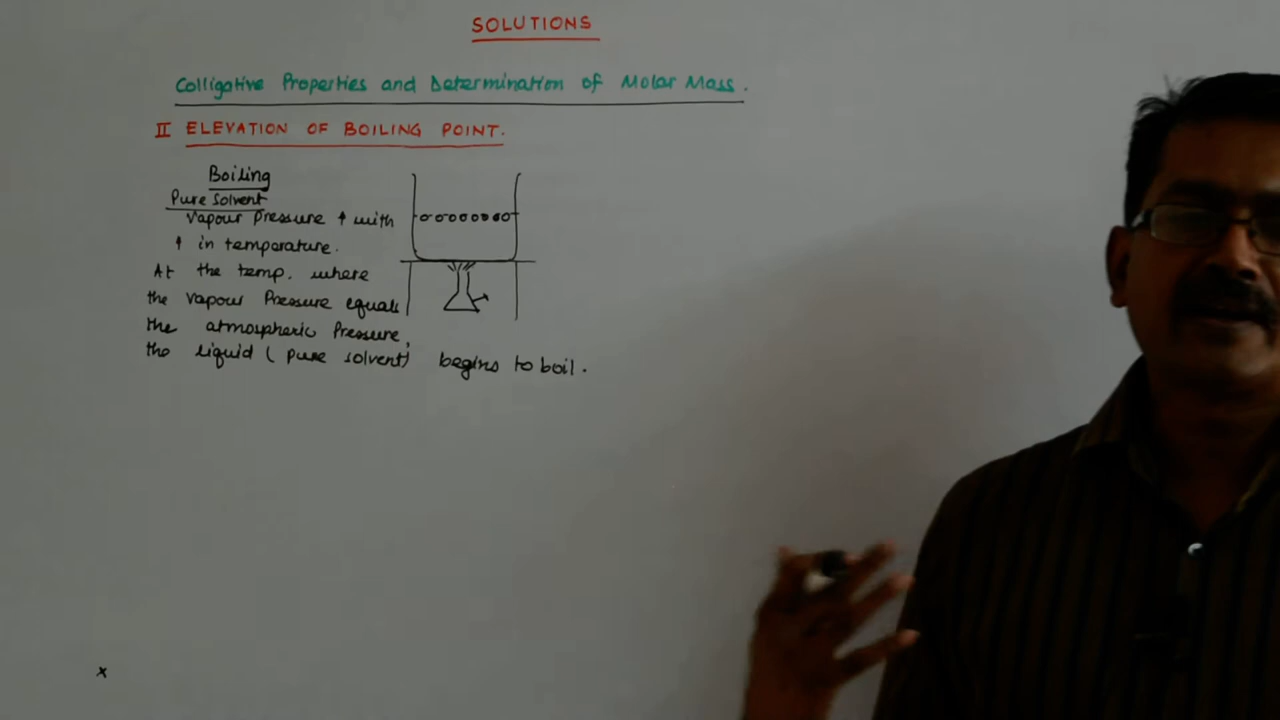 SOLUTIONS
Colligative Properties and Determination of Molar Mass.
II ELEVATION OF BOILING POINT.
Boiling
Pure Solvent
Vapour Pressure ↑ with
↑ in temperature.
At the temp. where
the vapour Pressure equals
the atmospheric Pressure,
the liquid (pure solvent) begins to boil.
x